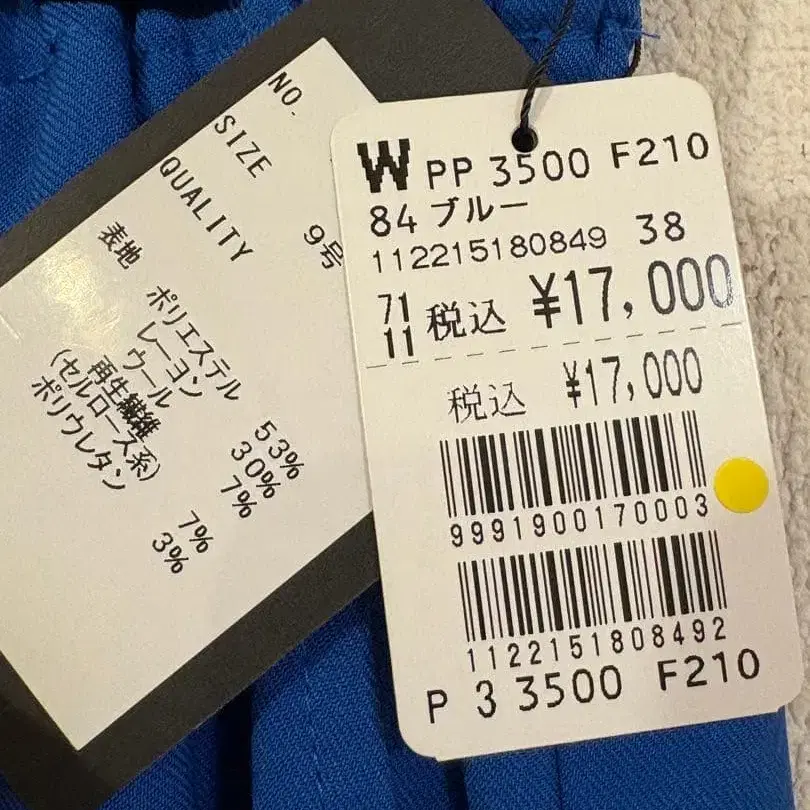 NO.
SIZE
9号
QUALITY
表地
ポリエステル 53%
レーヨン 30%
ウール 7%
再生繊維
(セルロース系) 7%
ポリウレタン 3%
W PP 3500 F210
84 ブルー
112215180849 38
71
11 税込 ¥17,000
税込 ¥17,000
9991900170003
1122151808492
P 3 3500 F210